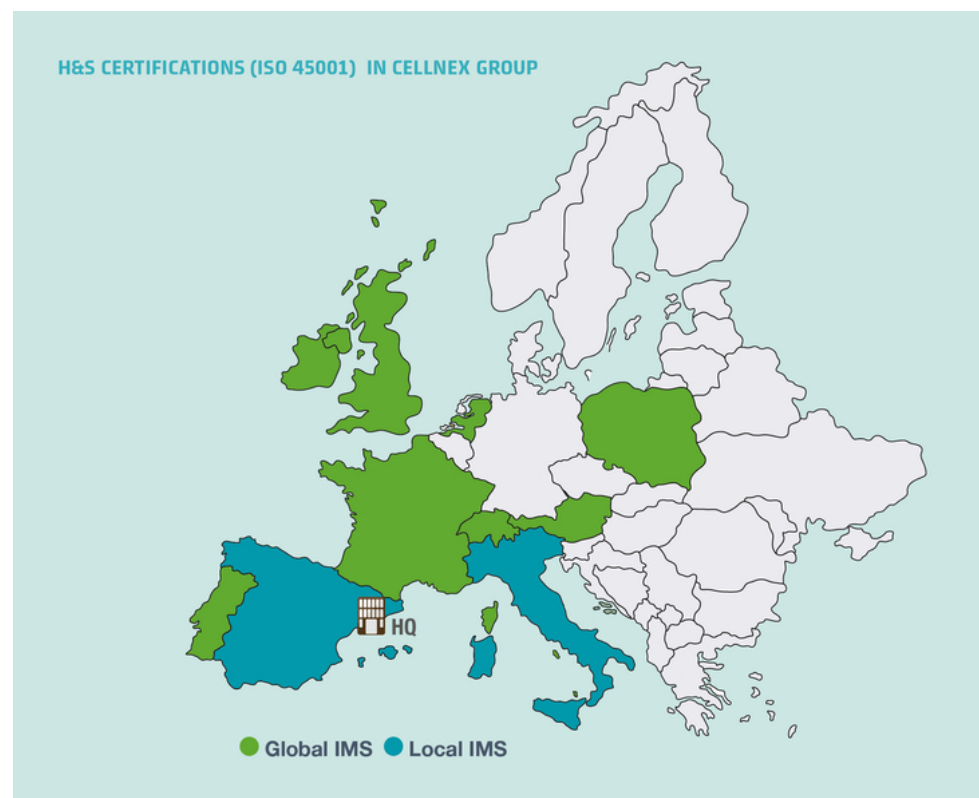 H&S CERTIFICATIONS (ISO 45001) IN CELLNEX GROUP
HQ
Global IMS Local IMS